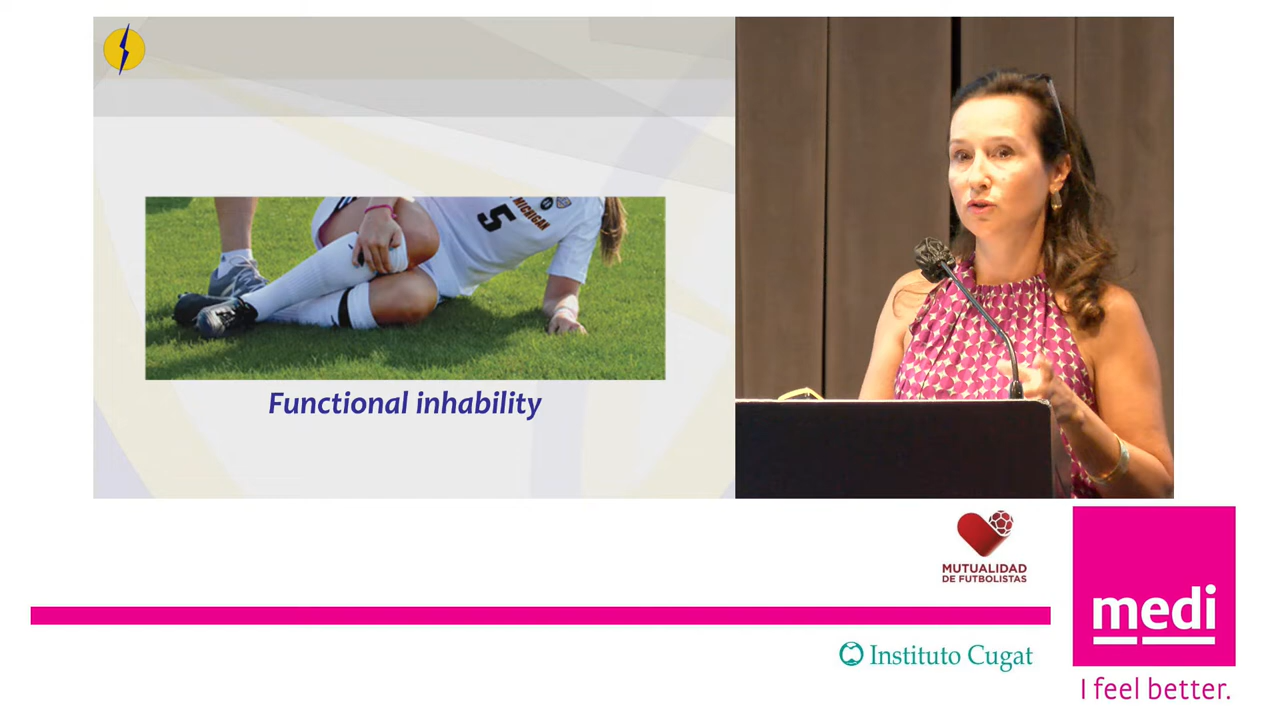 5
MICHIGAN
Functional inhability
MUTUALIDAD
DE FUTBOLISTAS
Instituto Cugat
medi
I feel better.